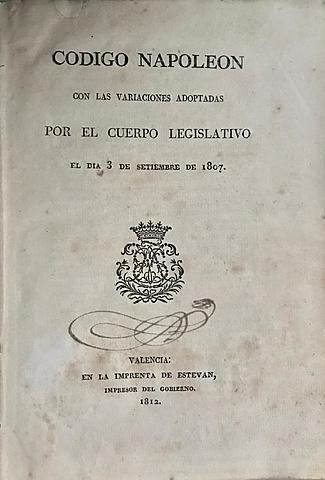 CODIGO NAPOLEON
CON LAS VARIACIONES ADOPTADAS
POR EL CUERPO LEGISLATIVO
EL DIA 3 DE SETIEMBRE DE 1807.
VALENCIA:
EN LA IMPRENTA DE ESTEVAN,
IMPRESOR DEL GOBIERNO.
1812.